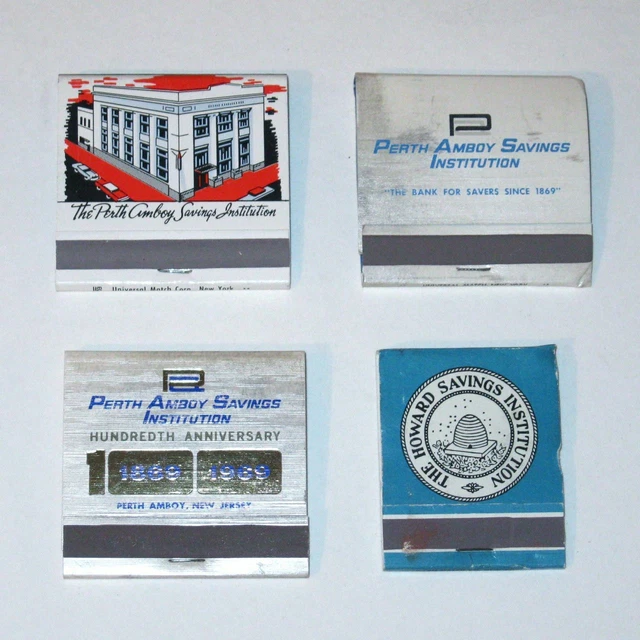 The Perth Amboy Savings Institution
Universal Match Corp., New York
PERTH AMBOY SAVINGS
INSTITUTION
"THE BANK FOR SAVERS SINCE 1869"
PERTH AMBOY SAVINGS
INSTITUTION
HUNDREDTH ANNIVERSARY
1869 1969
PERTH AMBOY, NEW JERSEY
THE HOWARD SAVINGS INSTITUTION